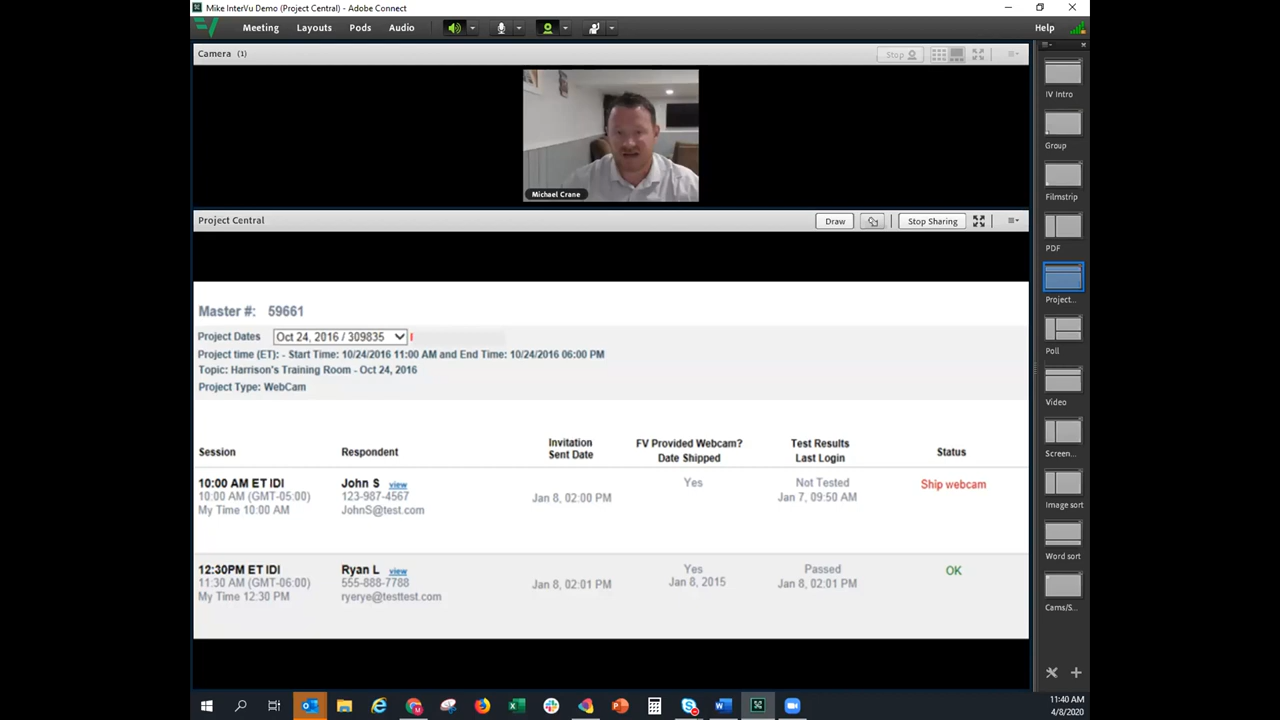 Mike InterVu Demo (Project Central) - Adobe Connect
Meeting Layouts Pods Audio Help
Camera (1) Stop
IV Intro
Group
Michael Crane
Filmstrip
Project Central Draw Stop Sharing
PDF
Project...
Master #: 59661
Project Dates Oct 24, 2016 / 309835
Project time (ET): - Start Time: 10/24/2016 11:00 AM and End Time: 10/24/2016 06:00 PM
Poll
Topic: Harrison's Training Room - Oct 24, 2016
Project Type: WebCam
Video
Session Respondent Invitation Sent Date FV Provided Webcam? Date Shipped Test Results Last Login Status
Screen...
10:00 AM ET IDI John S view Yes Not Tested Ship webcam
10:00 AM (GMT-05:00) 123-987-4567 Jan 8, 02:00 PM Jan 7, 09:50 AM
My Time 10:00 AM JohnS@test.com
Image sort
Word sort
12:30PM ET IDI Ryan L view Yes Passed OK
11:30 AM (GMT-06:00) 555-888-7788 Jan 8, 02:01 PM Jan 8, 2015 Jan 8, 02:01 PM
My Time 12:30 PM ryerye@testtest.com
Cams/S...
11:40 AM
4/8/2020